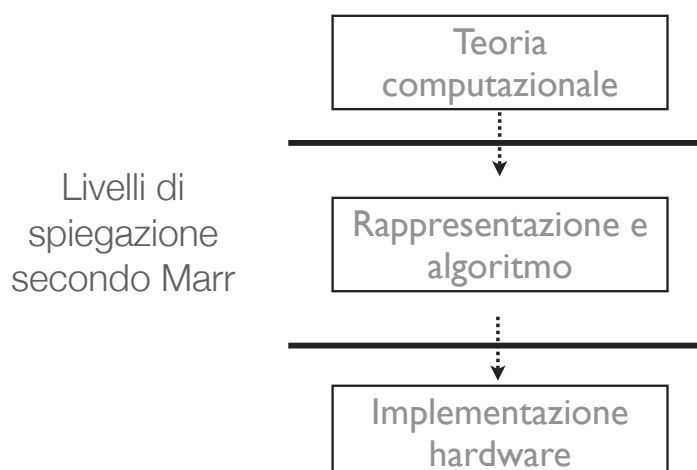 Teoria
computazionale
Livelli di
spiegazione
secondo Marr
Rappresentazione e
algoritmo
Implementazione
hardware